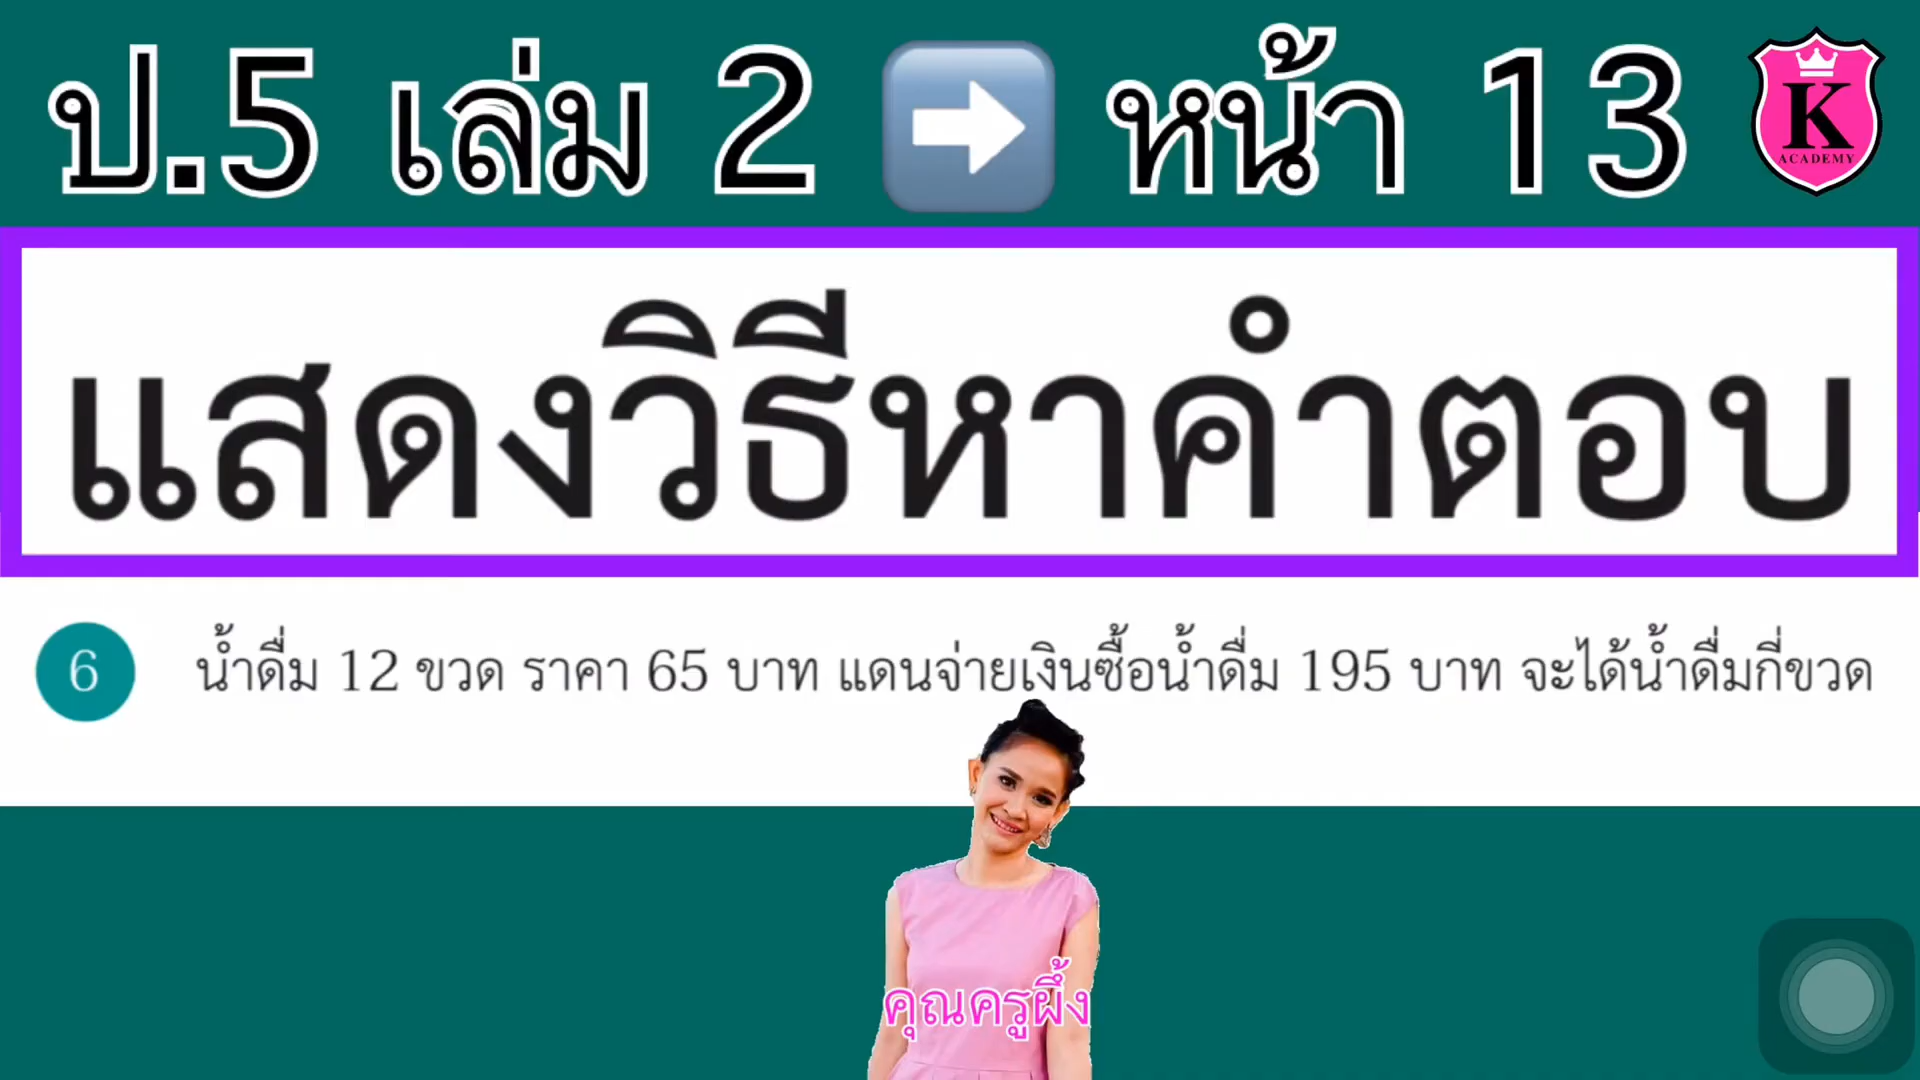 ป.5 เล่ม 2 ➡ หน้า 13
K
ACADEMY
แสดงวิธีหาคำตอบ
6 น้ำดื่ม 12 ขวด ราคา 65 บาท แดนจ่ายเงินซื้อน้ำดื่ม 195 บาท จะได้น้ำดื่มกี่ขวด
คุณครูผึ้ง